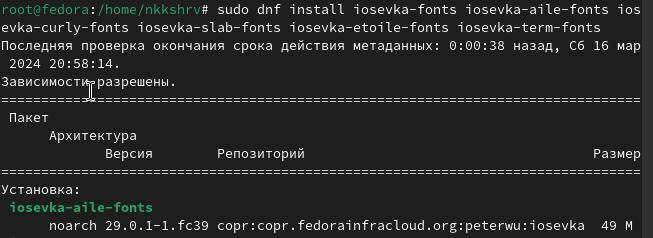 root@fedora:/home/nkkshrv# sudo dnf install iosevka-fonts iosevka-aile-fonts ios
evka-curly-fonts iosevka-slab-fonts iosevka-etoile-fonts iosevka-term-fonts
Последняя проверка окончания срока действия метаданных: 0:00:38 назад, Сб 16 мар
2024 20:58:14.
Зависимости разрешены.
================================================================================
Пакет
Архитектура
Версия Репозиторий Размер
================================================================================
Установка:
iosevka-aile-fonts
noarch 29.0.1-1.fc39 copr:copr.fedorainfracloud.org:peterwu:iosevka 49 M